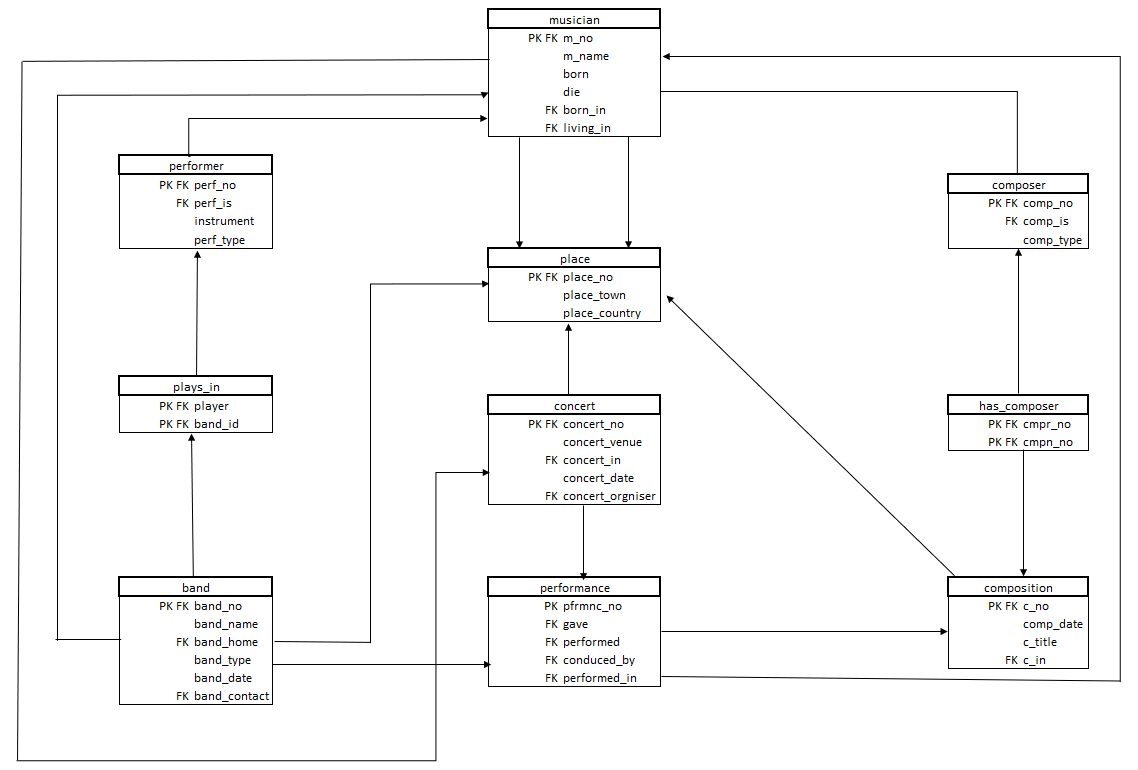 musician
PK FK m_no
m_name
born
die
FK born_in
FK living_in
performer
PK FK perf_no
FK perf_is
instrument
perf_type
composer
PK FK comp_no
FK comp_is
comp_type
place
PK FK place_no
place_town
place_country
plays_in
PK FK player
PK FK band_id
concert
PK FK concert_no
concert_venue
FK concert_in
concert_date
FK concert_orgniser
has_composer
PK FK cmpr_no
PK FK cmpn_no
band
PK FK band_no
band_name
FK band_home
band_type
band_date
FK band_contact
performance
PK pfrmnc_no
FK gave
FK performed
FK conduced_by
FK performed_in
composition
PK FK c_no
comp_date
c_title
FK c_in